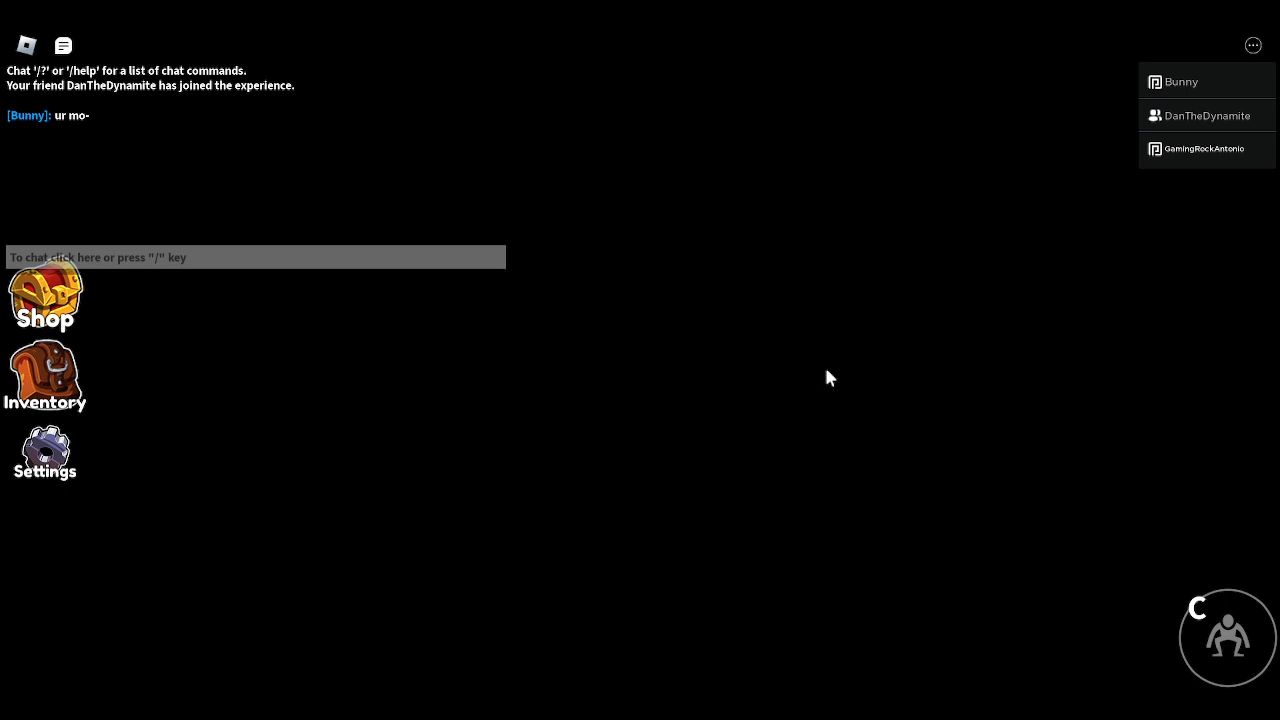 Chat '/?' or '/help' for a list of chat commands.
Your friend DanTheDynamite has joined the experience.
[Bunny]: ur mo-
To chat click here or press "/" key
Shop
Inventory
Settings
Bunny
DanTheDynamite
GamingRockAntonio
C